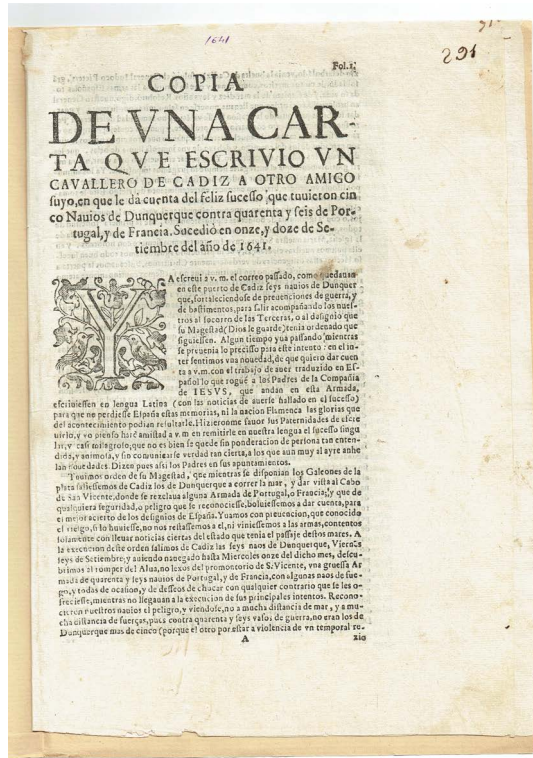 1641
291
Fol.1.
COPIA
DE VNA CAR-
TA QVE ESCRIVIO VN
CAVALLERO DE CADIZ A OTRO AMIGO
suyo, en que le dà cuenta del feliz sucesso, que tuuieron cin
co Nauios de Dunquerque contra quarenta y seis de Por-
tugal, y de Francia. Sucediò en onze, y doze de Se-
tiembre del año de 1641.
YA escreui a v. m. el correo passado, como quedauan
en este puerto de Cadiz seys nauios de Dunquer
que, fortaleciendose de preuenciones de guerra, y
de bastimentos, para salir acompañando los nues-
tros al socorro de las Terceras, o al dasignio que
su Magestad (Dios le guarde) tenia ordenado que
siguiessen. Algun tiempo yua passando mientras
se preuenia lo precisso para este intento: en el in-
ter sentimos vna nouedad, de que quiero dar cuen
ta a v.m. con el trabajo de auer traduzido en Es-
pañol lo que roguè a los Padres de la Compañia
de IESVS, que andan en esta Armada,
escriuiessen en lengua Latina (con las noticias de auerse hallado en el sucesso)
para que no perdiesse España estas memorias, ni la nacion Flamenca las glorias que
del acontecimiento podian resultarle. Hizieronme fauor sus Paternidades de escre
uirlo, y yo pienso harè amistad a v. m en remitirle en nuestra lengua el sucesso singu
lar, y casi milagroso, que no es bien se quede sin ponderacion de persona tan enten-
dida, y animosa, y sin comunicarse verdad tan cierta, a los que aun muy al ayre anhe
lan nouedades. Dizen pues assi los Padres en sus apuntamientos.
Touimos orden de su Magestad, que mientras se disponian los Galeones de la
plata saliessemos de Cadiz los de Dunquerque a correr la mar, y dar vista al Cabo
de San Vicente, donde se rezelaua alguna Armada de Portugal, o Francia, y que de
qualquiera seguridad, o peligro que se reconociesse, boluiessemos a dar cuenta, para
el mejor acierto de los designios de España. Yuamos con preuencion, que conocido
el riesgo, si lo huuiesse, no nos restassemos a el, ni viniessemos a las armas, contentos
solamente con lleuar noticias ciertas del estado que tenia el passaje destos mares. A
la execucion deste orden salimos de Cadiz las seys naos de Dunquerque, Viernes
seys de Setiembre, y auiendo nauegado hasta Miercoles onze del dicho mes, descu-
brimos al romper del Alua, no lexos del promontorio de S. Vicente, vna gruessa Ar
mada de quarenta y seys nauios de Portugal, y de Francia, con algunas naos de fue-
go, y todas de ocasion, y de desseos de chocar con qualquier contrario que se les o-
freciesse, mientras no llegauan a la execucion de sus principales intentos. Recono-
cieron nuestros nauios el peligro, y viendose, no a mucha distancia de mar, y a mu-
cha distancia de fuerças, pues contra quarenta y seys vasos de guerra, no eran los de
Dunquerque mas de cinco (porque el otro por estar a violencia de vn temporal re-
A
zio